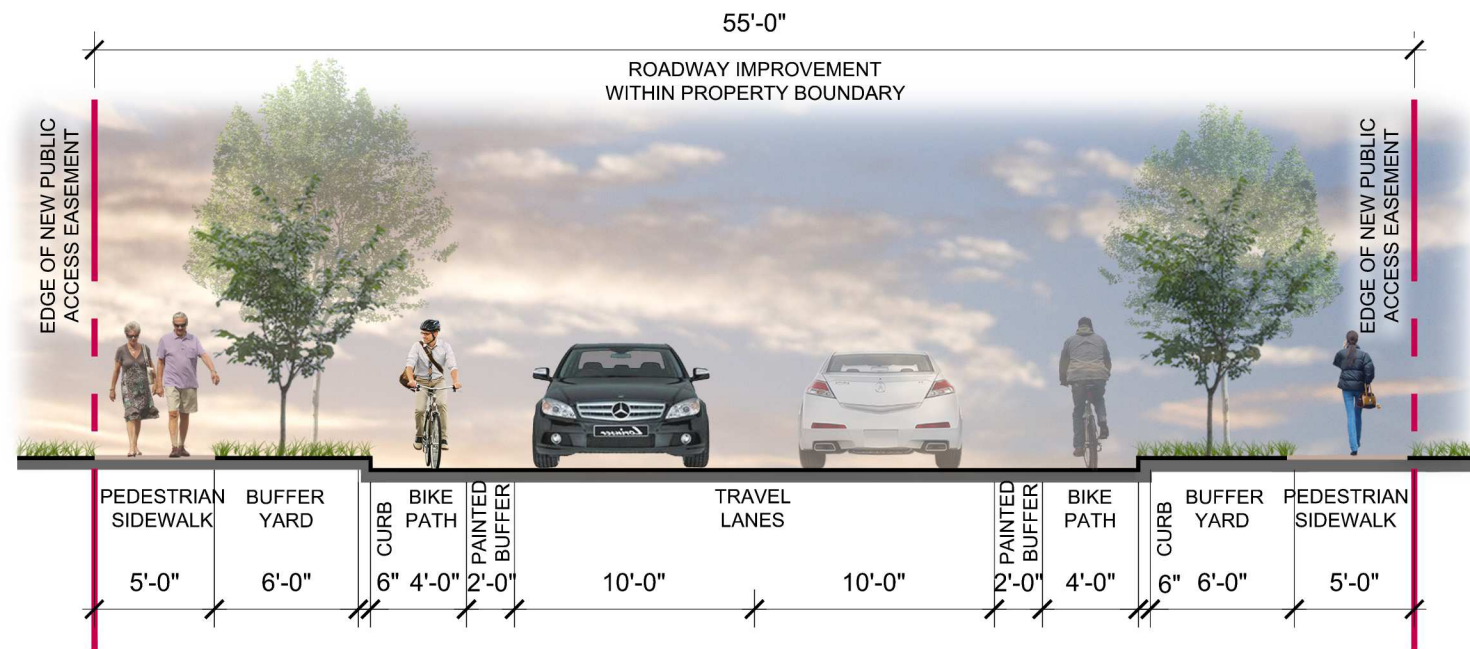 55'-0"
ROADWAY IMPROVEMENT
WITHIN PROPERTY BOUNDARY
EDGE OF NEW PUBLIC
ACCESS EASEMENT
EDGE OF NEW PUBLIC
ACCESS EASEMENT
PEDESTRIAN
SIDEWALK
BUFFER
YARD
CURB
BIKE
PATH
PAINTED
BUFFER
TRAVEL
LANES
PAINTED
BUFFER
BIKE
PATH
CURB
BUFFER
YARD
PEDESTRIAN
SIDEWALK
5'-0" 6'-0" 6" 4'-0" 2'-0" 10'-0" 10'-0" 2'-0" 4'-0" 6" 6'-0" 5'-0"